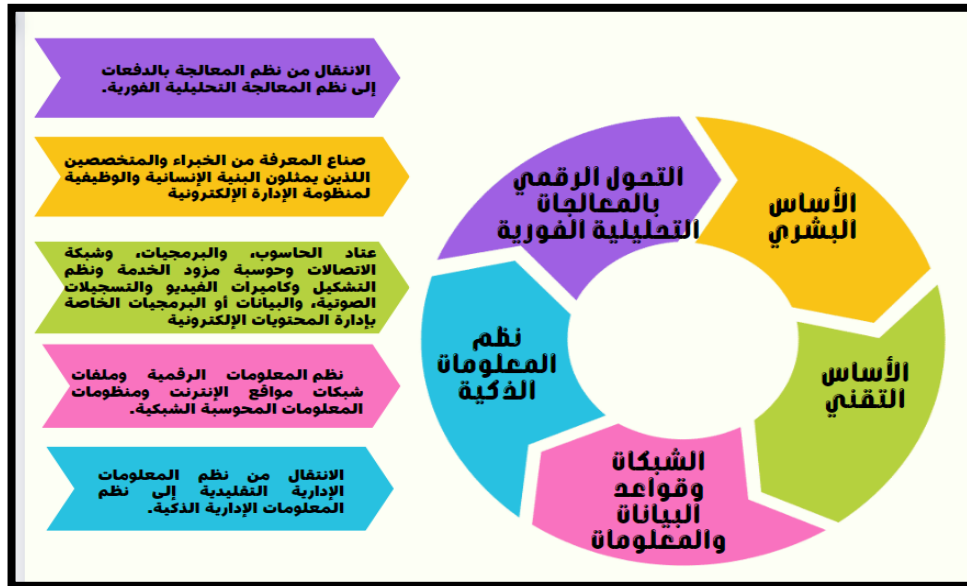 الانتقال من نظم المعالجة بالدفعات
إلى نظم المعالجة التحليلية الفورية.
صناع المعرفة من الخبراء والمتخصصين
اللذين يمثلون البنية الإنسانية والوظيفية
لمنظومة الإدارة الإلكترونية
عتاد الحاسوب، والبرمجيات، وشبكة
الاتصالات وحوسبة مزود الخدمة ونظم
التشكيل وكاميرات الفيديو والتسجيلات
الصوتية، والبيانات أو البرمجيات الخاصة
بإدارة المحتويات الإلكترونية
نظم المعلومات الرقمية وملفات
شبكات مواقع الإنترنت ومنظومات
المعلومات المحوسبة الشبكية.
الانتقال من نظم المعلومات
الإدارية التقليدية إلى نظم
المعلومات الإدارية الذكية.
التحول الرقمي
بالمعالجات
التحليلية الفورية
الأساس
البشري
الأساس
التقني
الشبكات
وقواعد
البيانات
والمعلومات
نظم
المعلومات
الذكية